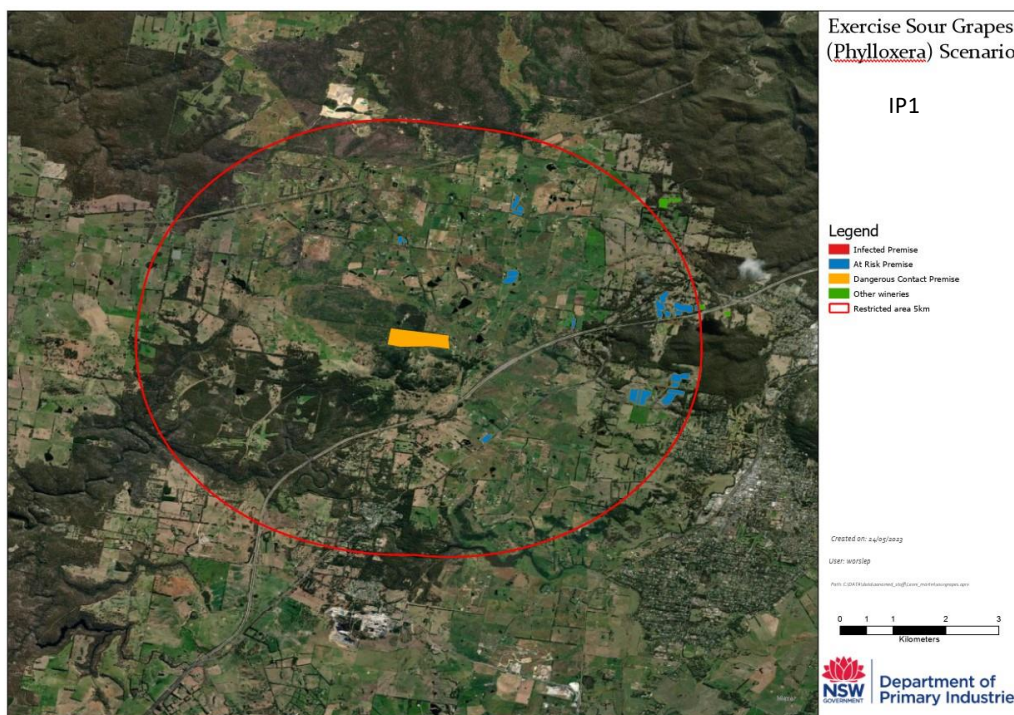 Exercise Sour Grapes
(Phylloxera) Scenario
IP1
Legend
Infected Premise
At Risk Premise
Dangerous Contact Premise
Other wineries
Restricted area 5km
Created on: 24/05/2023
User: worslep
0 1 1 2 3
Kilometers
NSW
GOVERNMENT
Department of
Primary Industries
Maxar